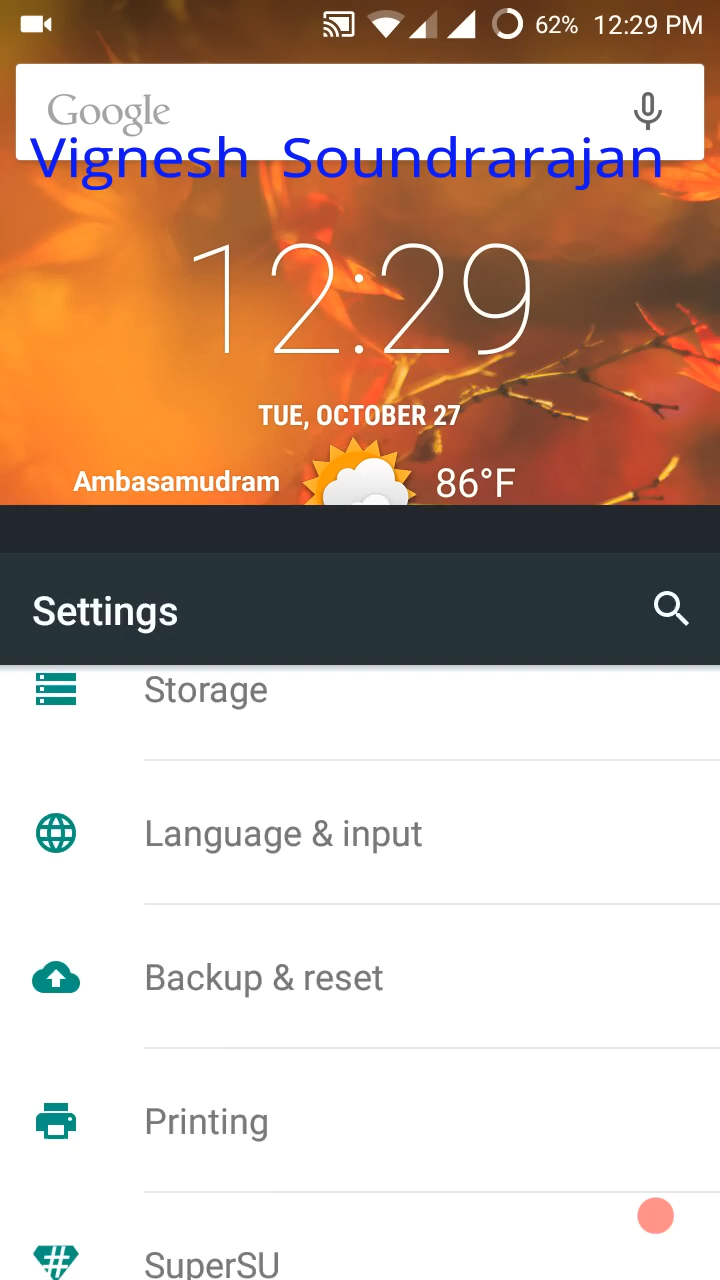 62% 12:29 PM
Google
Vignesh Soundrarajan
12:29
TUE, OCTOBER 27
Ambasamudram 86°F
Settings
Storage
Language & input
Backup & reset
Printing
#
SuperSU